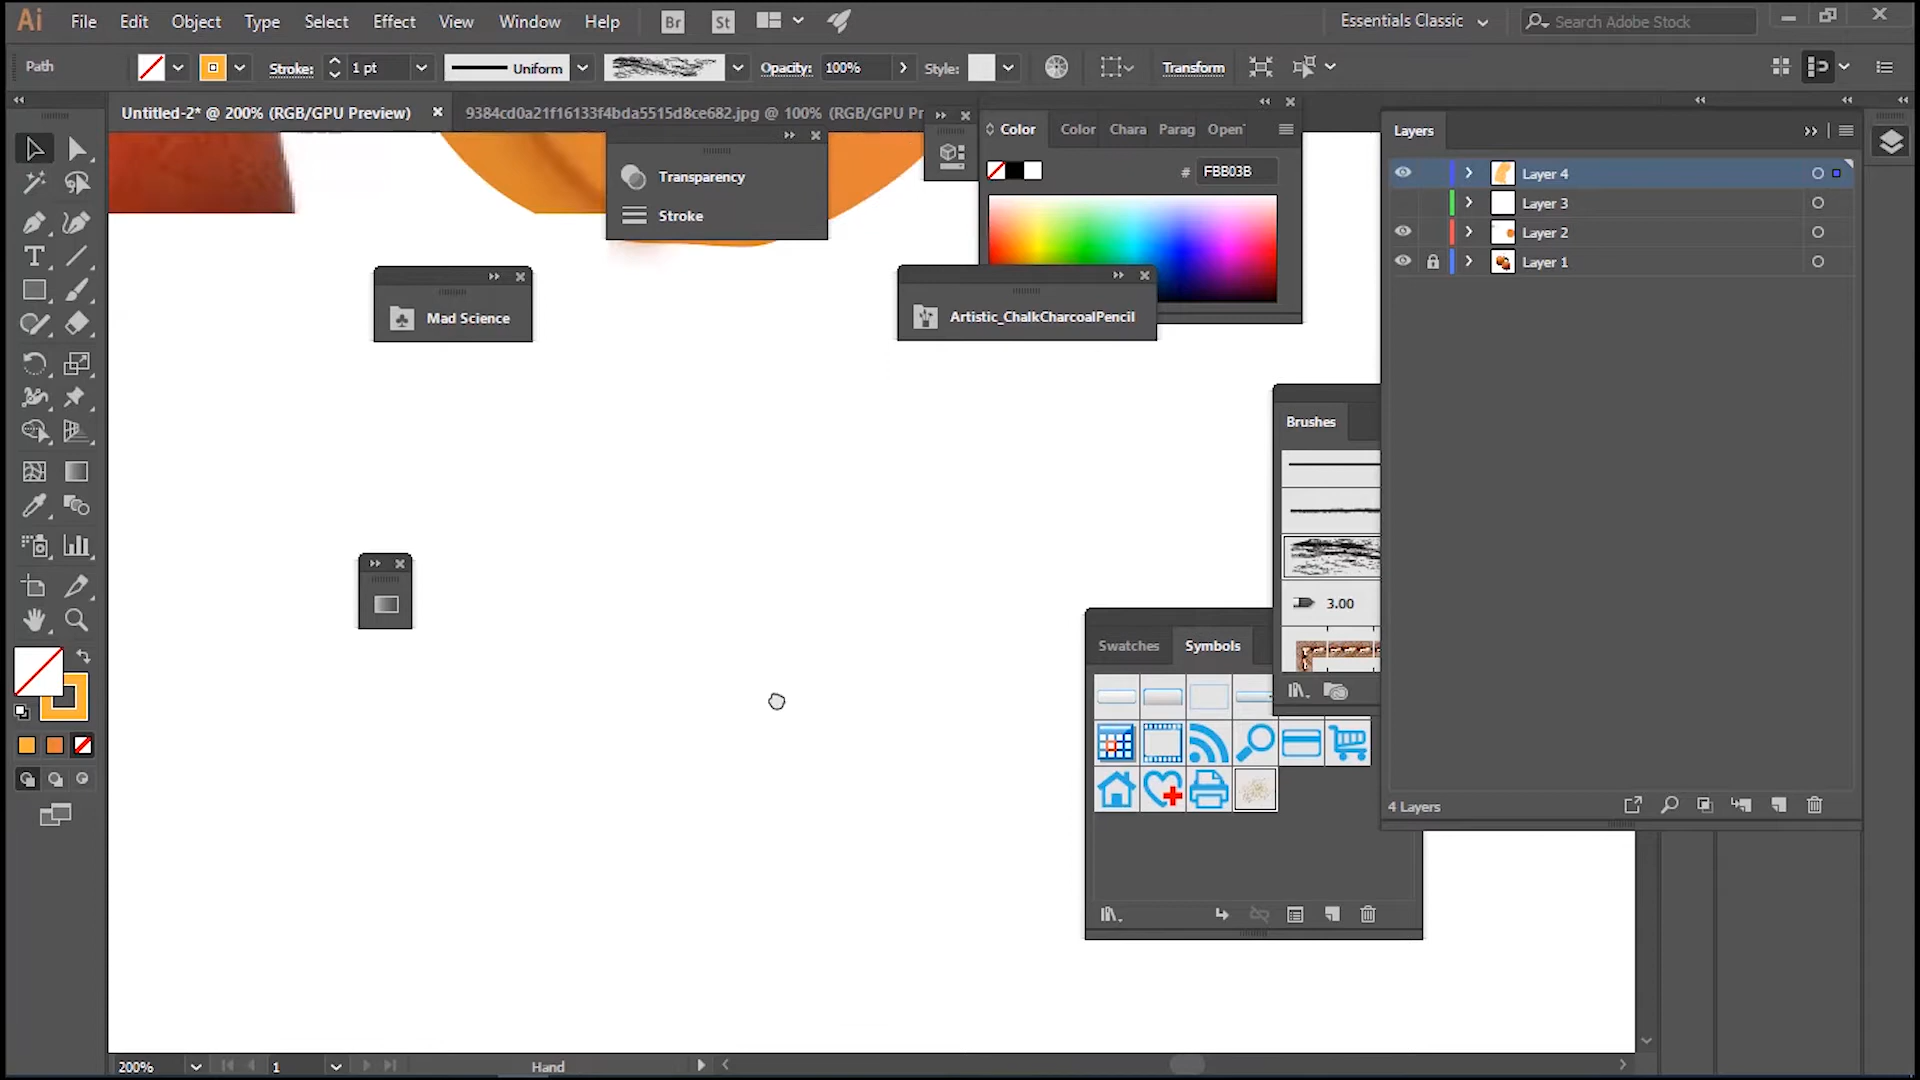 Ai File Edit Object Type Select Effect View Window Help Br St Essentials Classic Search Adobe Stock
Path Stroke: 1 pt Uniform Opacity: 100% Style: Transform
Untitled-2* @ 200% (RGB/GPU Preview) 9384cd0a21f16133f4bda5515d8ce682.jpg @ 100% (RGB/GPU Pr
Color Color Chara Parag Open
# FBB03B
Transparency
Stroke
Mad Science
Artistic_ChalkCharcoalPencil
Layers
Layer 4
Layer 3
Layer 2
Layer 1
4 Layers
Brushes
3.00
Swatches Symbols
200% 1 Hand